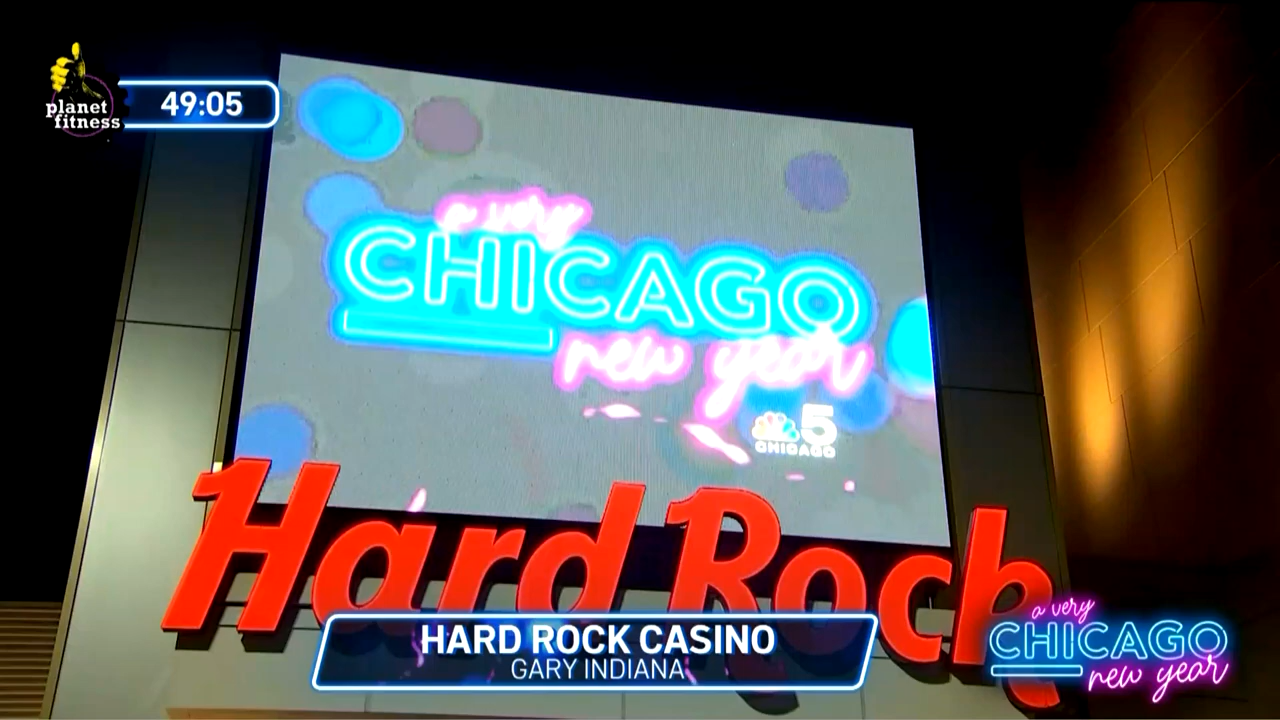 planet
fitness
49:05
a very
CHICAGO
new year
5
CHICAGO
Hard Rock
HARD ROCK CASINO
GARY INDIANA
a very
CHICAGO
new year